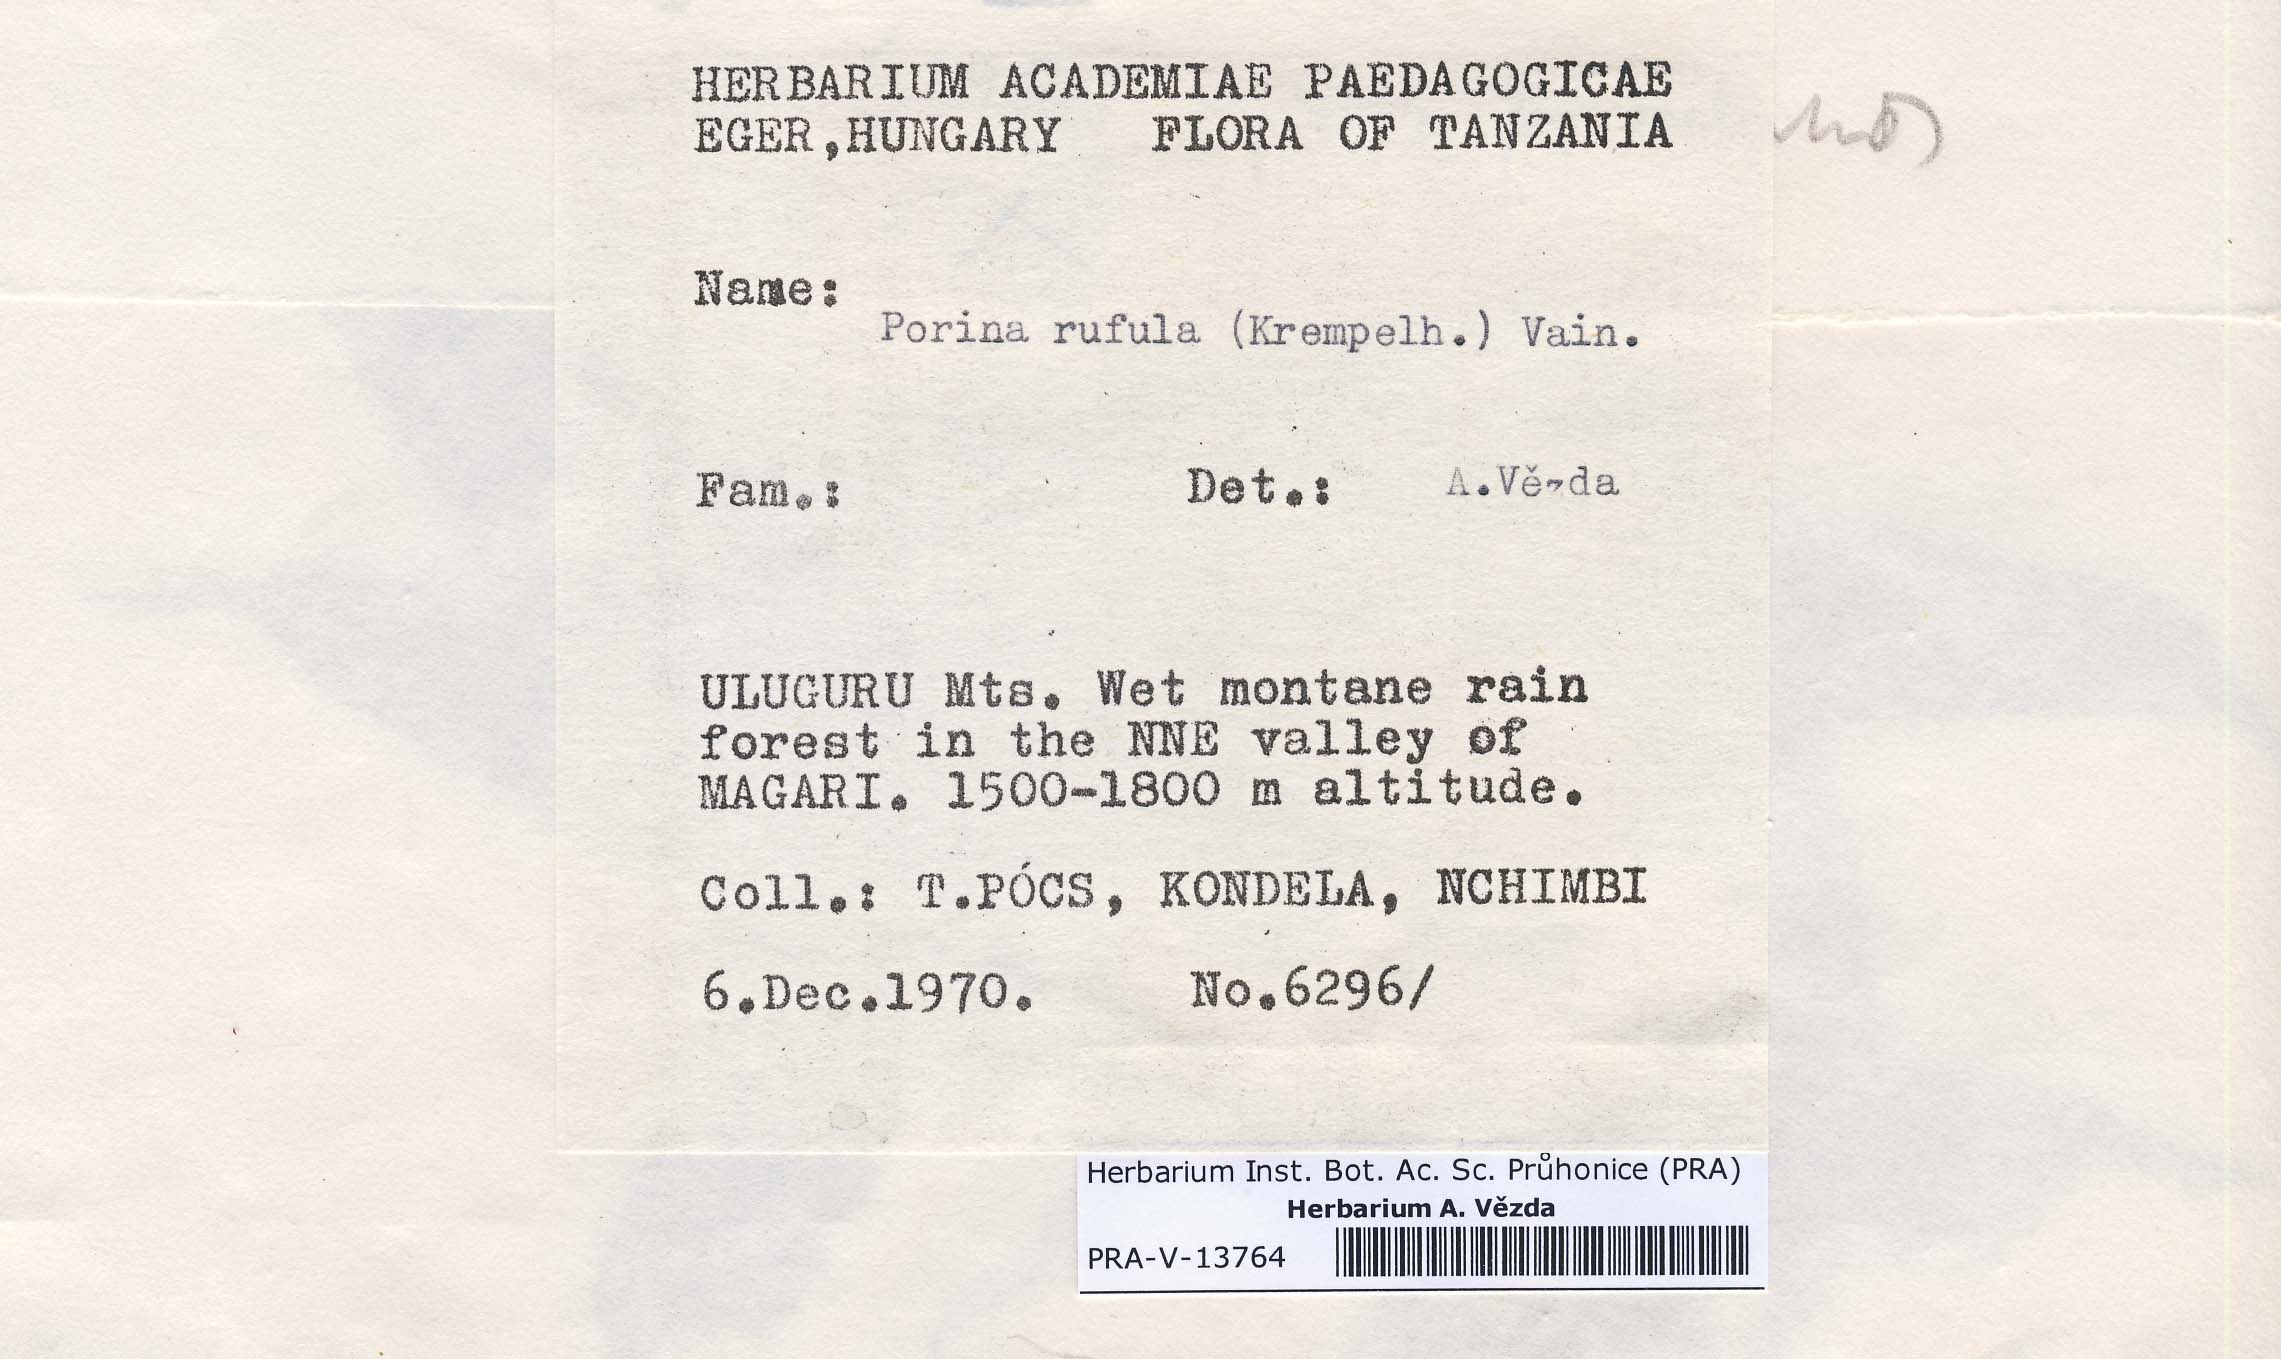 HERBARIUM ACADEMIAE PAEDAGOGICAE
EGER,HUNGARY FLORA OF TANZANIA
Name:
Porina rufula (Krempelh.) Vain.
Fam.: Det.: A.Vězda
ULUGURU Mts. Wet montane rain
forest in the NNE valley of
MAGARI. 1500-1800 m altitude.
Coll.: T.PÓCS, KONDELA, NCHIMBI
6.Dec.1970. No.6296/
Herbarium Inst. Bot. Ac. Sc. Průhonice (PRA)
Herbarium A. Vězda
PRA-V-13764